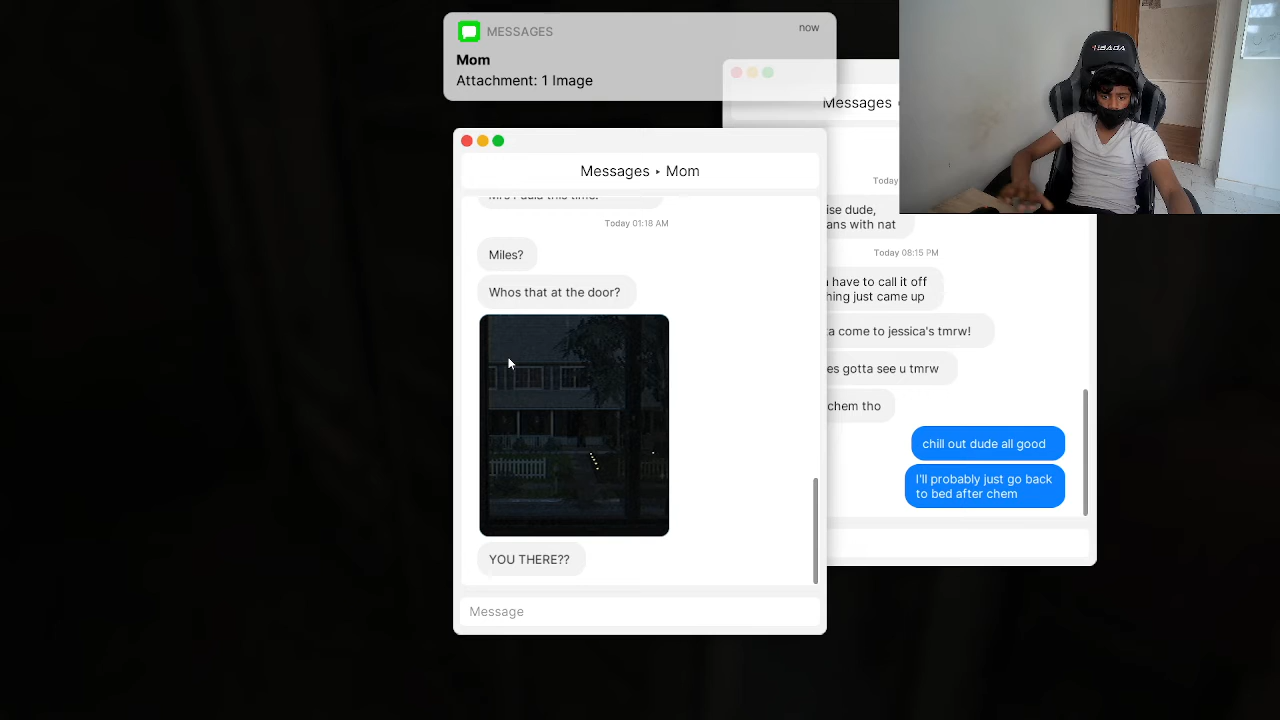 MESSAGES
now
Mom
Attachment: 1 Image
Messages ‣ Mom
Today 01:18 AM
Miles?
Whos that at the door?
YOU THERE??
Message
Messages
Today
ise dude,
ans with nat
Today 08:15 PM
have to call it off
hing just came up
a come to jessica's tmrw!
es gotta see u tmrw
chem tho
chill out dude all good
I'll probably just go back
to bed after chem